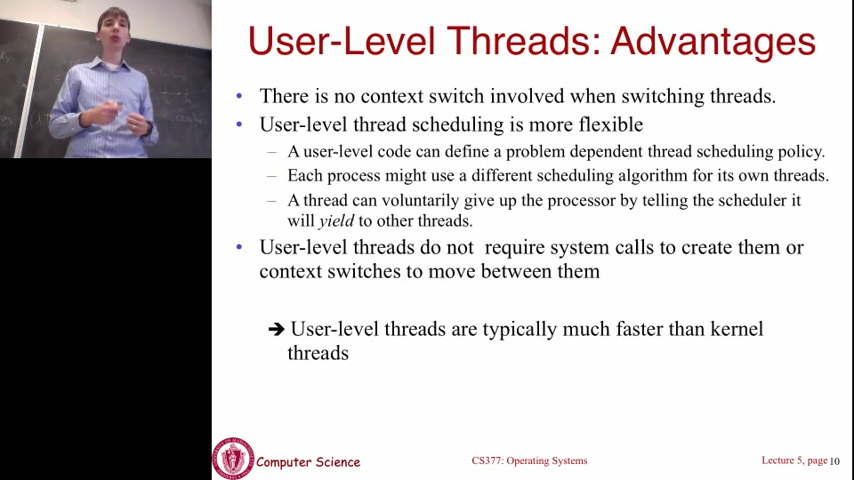 User-Level Threads: Advantages
• There is no context switch involved when switching threads.
• User-level thread scheduling is more flexible
– A user-level code can define a problem dependent thread scheduling policy.
– Each process might use a different scheduling algorithm for its own threads.
– A thread can voluntarily give up the processor by telling the scheduler it
will yield to other threads.
• User-level threads do not require system calls to create them or
context switches to move between them
➔ User-level threads are typically much faster than kernel
threads
Computer Science
CS377: Operating Systems
Lecture 5, page 10